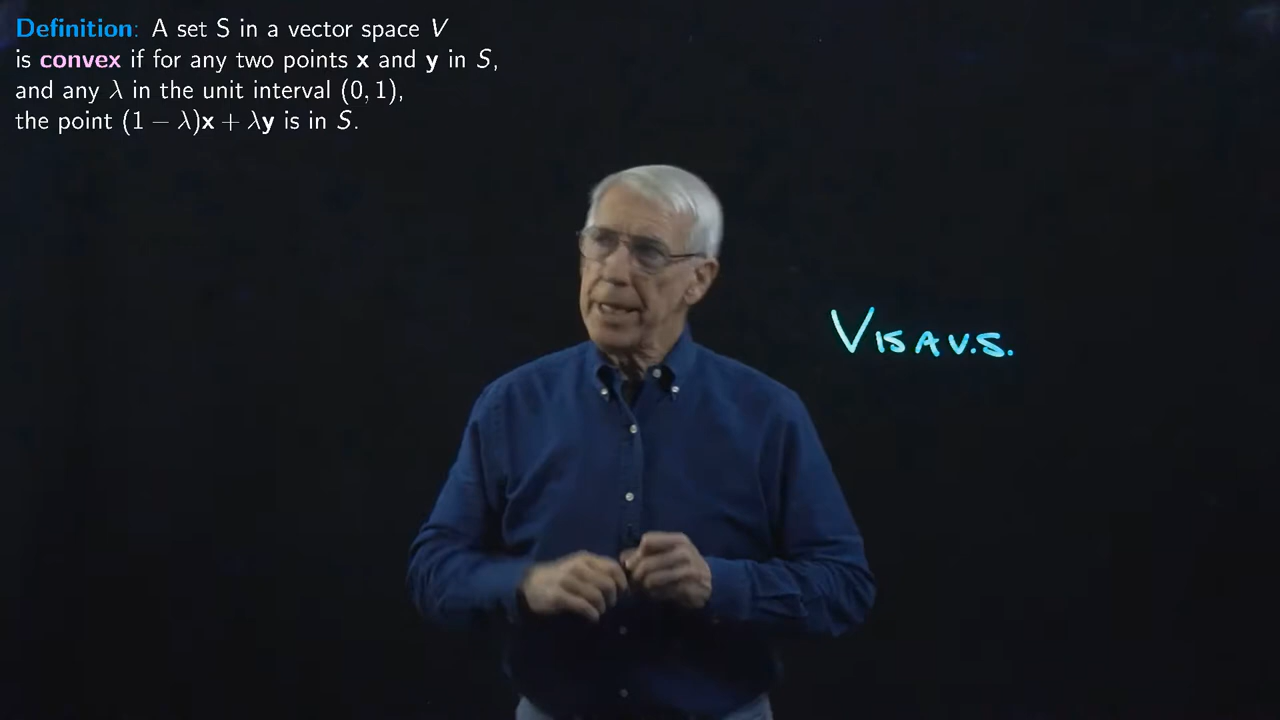 Definition: A set S in a vector space V
is convex if for any two points x and y in S,
and any λ in the unit interval (0, 1),
the point (1 − λ)x + λy is in S.
V IS A V.S.